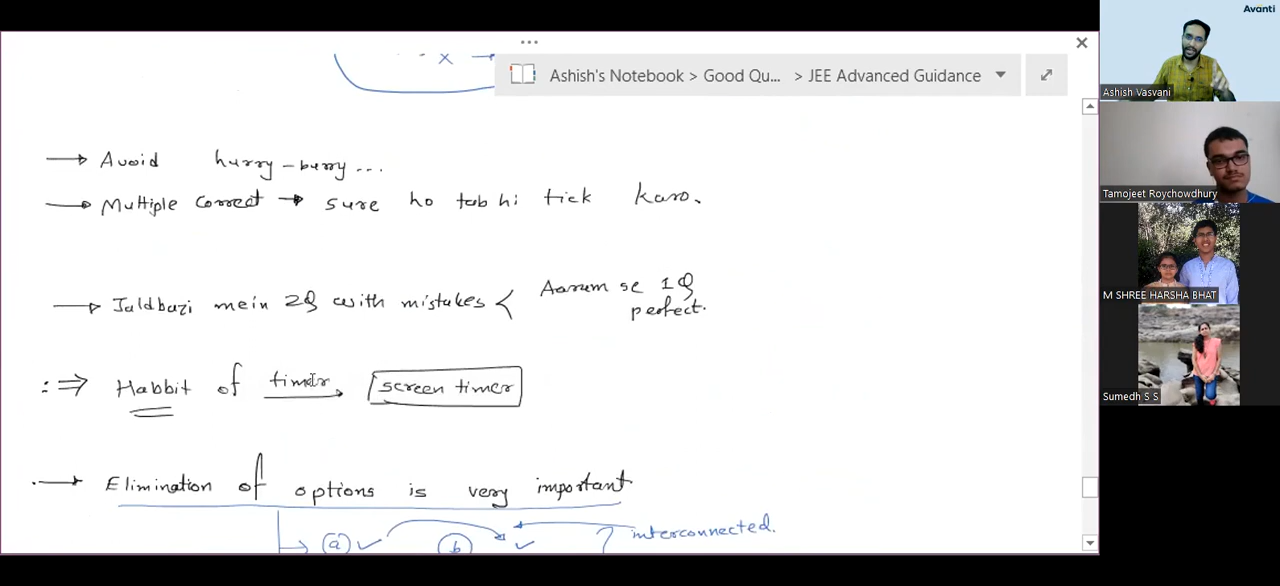 Avanti
Ashish's Notebook > Good Qu... > JEE Advanced Guidance
Ashish Vasvani
x →
→ Avoid hurry-burry...
→ Multiple correct → sure ho tab hi tick karo.
Tamojeet Roychowdhury
→ Jaldbazi mein 2Q with mistakes < Aaram se 1Q
perfect.
M SHREE HARSHA BHAT
:⇒ Habbit of timer, screen timer
Sumedh S S
.→ Elimination of options is very important
→ (a) ✓ (b) ✓ ? interconnected.